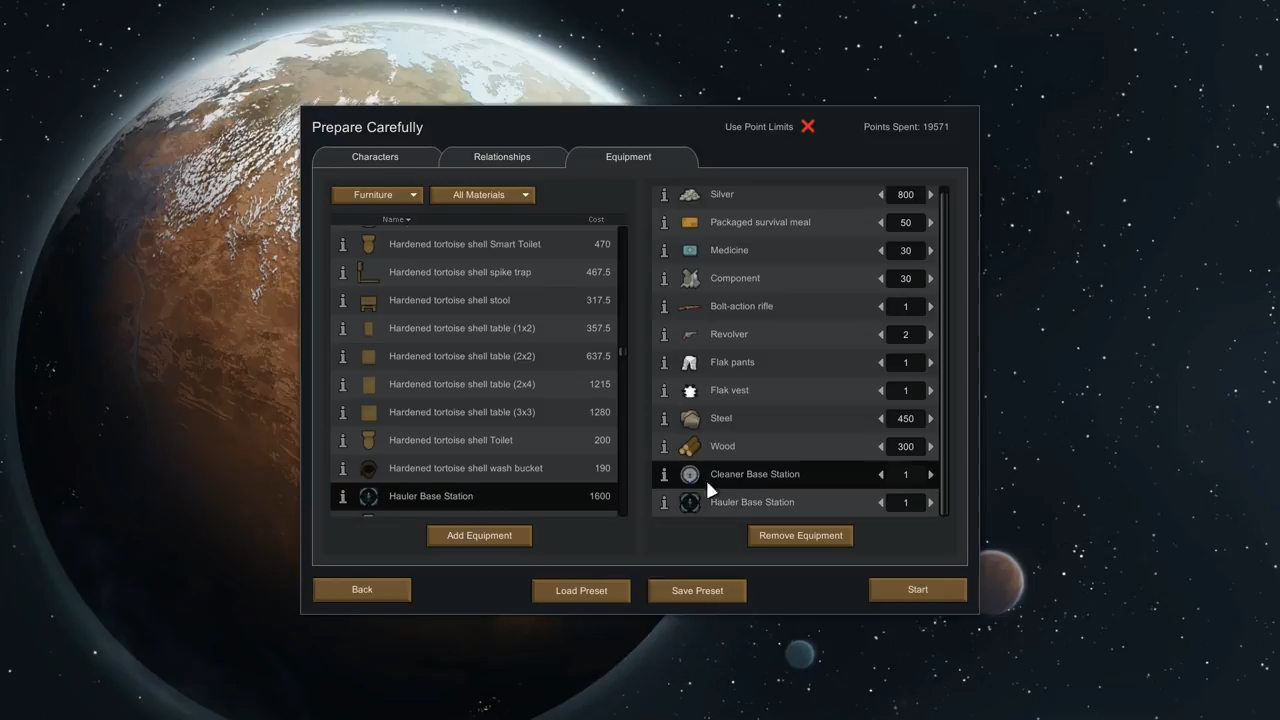 Prepare Carefully
Use Point Limits
Points Spent: 19571
Characters
Relationships
Equipment
Furniture
All Materials
Name
Cost
Hardened tortoise shell Smart Toilet 470
Hardened tortoise shell spike trap 467.5
Hardened tortoise shell stool 317.5
Hardened tortoise shell table (1x2) 357.5
Hardened tortoise shell table (2x2) 637.5
Hardened tortoise shell table (2x4) 1215
Hardened tortoise shell table (3x3) 1280
Hardened tortoise shell Toilet 200
Hardened tortoise shell wash bucket 190
Hauler Base Station 1600
Add Equipment
Silver 800
Packaged survival meal 50
Medicine 30
Component 30
Bolt-action rifle 1
Revolver 2
Flak pants 1
Flak vest 1
Steel 450
Wood 300
Cleaner Base Station 1
Hauler Base Station 1
Remove Equipment
Back
Load Preset
Save Preset
Start